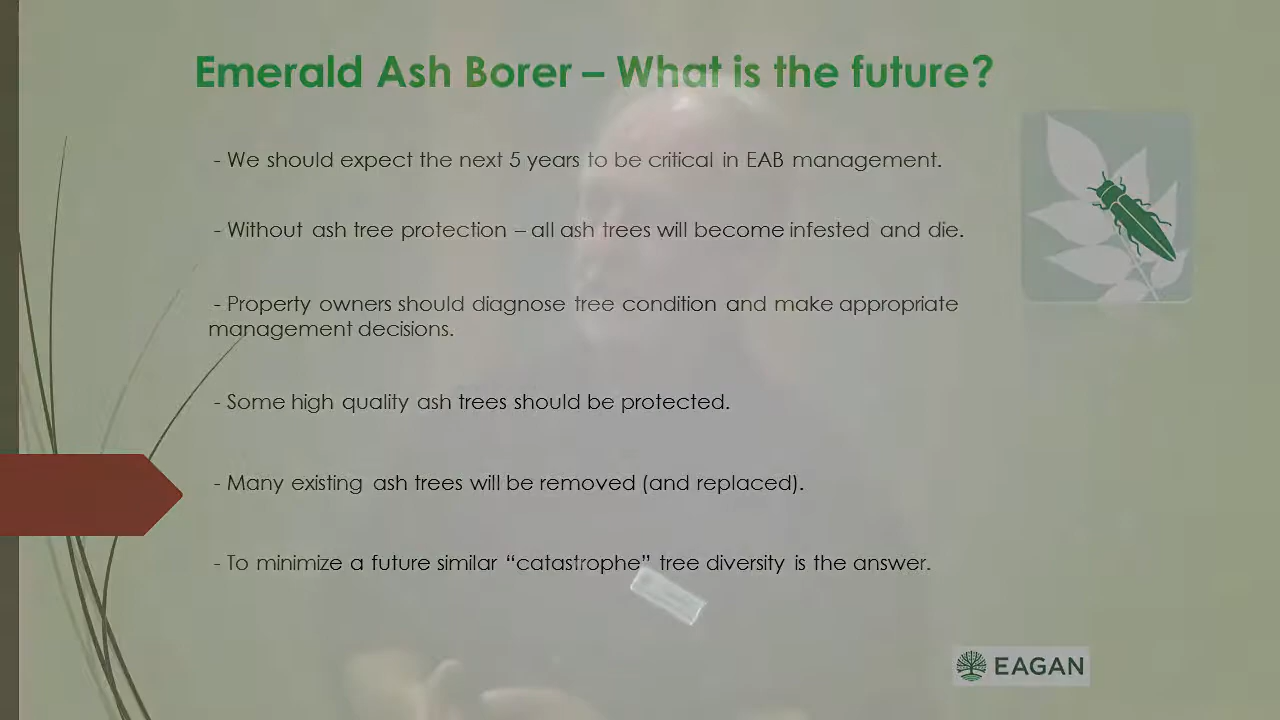 Emerald Ash Borer – What is the future?
- We should expect the next 5 years to be critical in EAB management.
- Without ash tree protection – all ash trees will become infested and die.
- Property owners should diagnose tree condition and make appropriate
management decisions.
- Some high quality ash trees should be protected.
- Many existing ash trees will be removed (and replaced).
- To minimize a future similar “catastrophe” tree diversity is the answer.
EAGAN